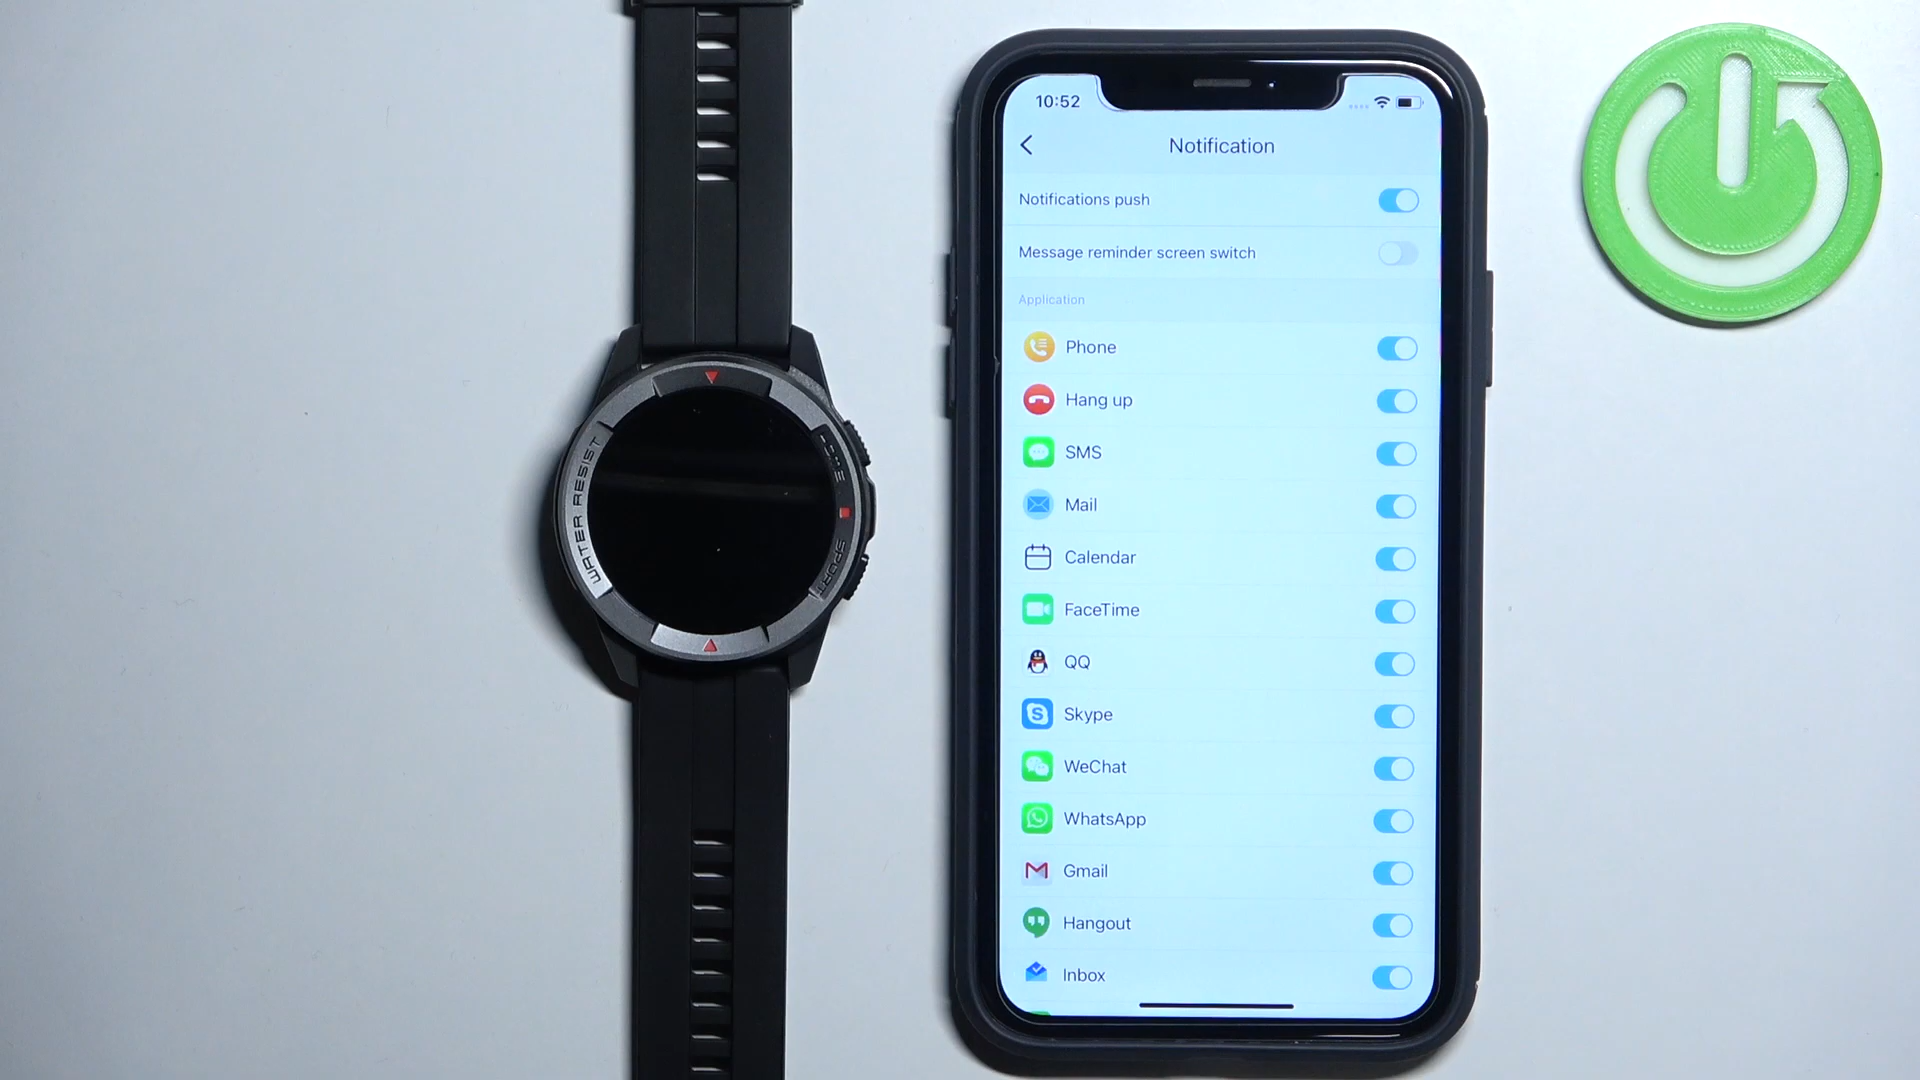 WATER RESIST
HOME
SPORT
10:52
Notification
Notifications push
Message reminder screen switch
Application
Phone
Hang up
SMS
Mail
Calendar
FaceTime
QQ
Skype
WeChat
WhatsApp
Gmail
Hangout
Inbox